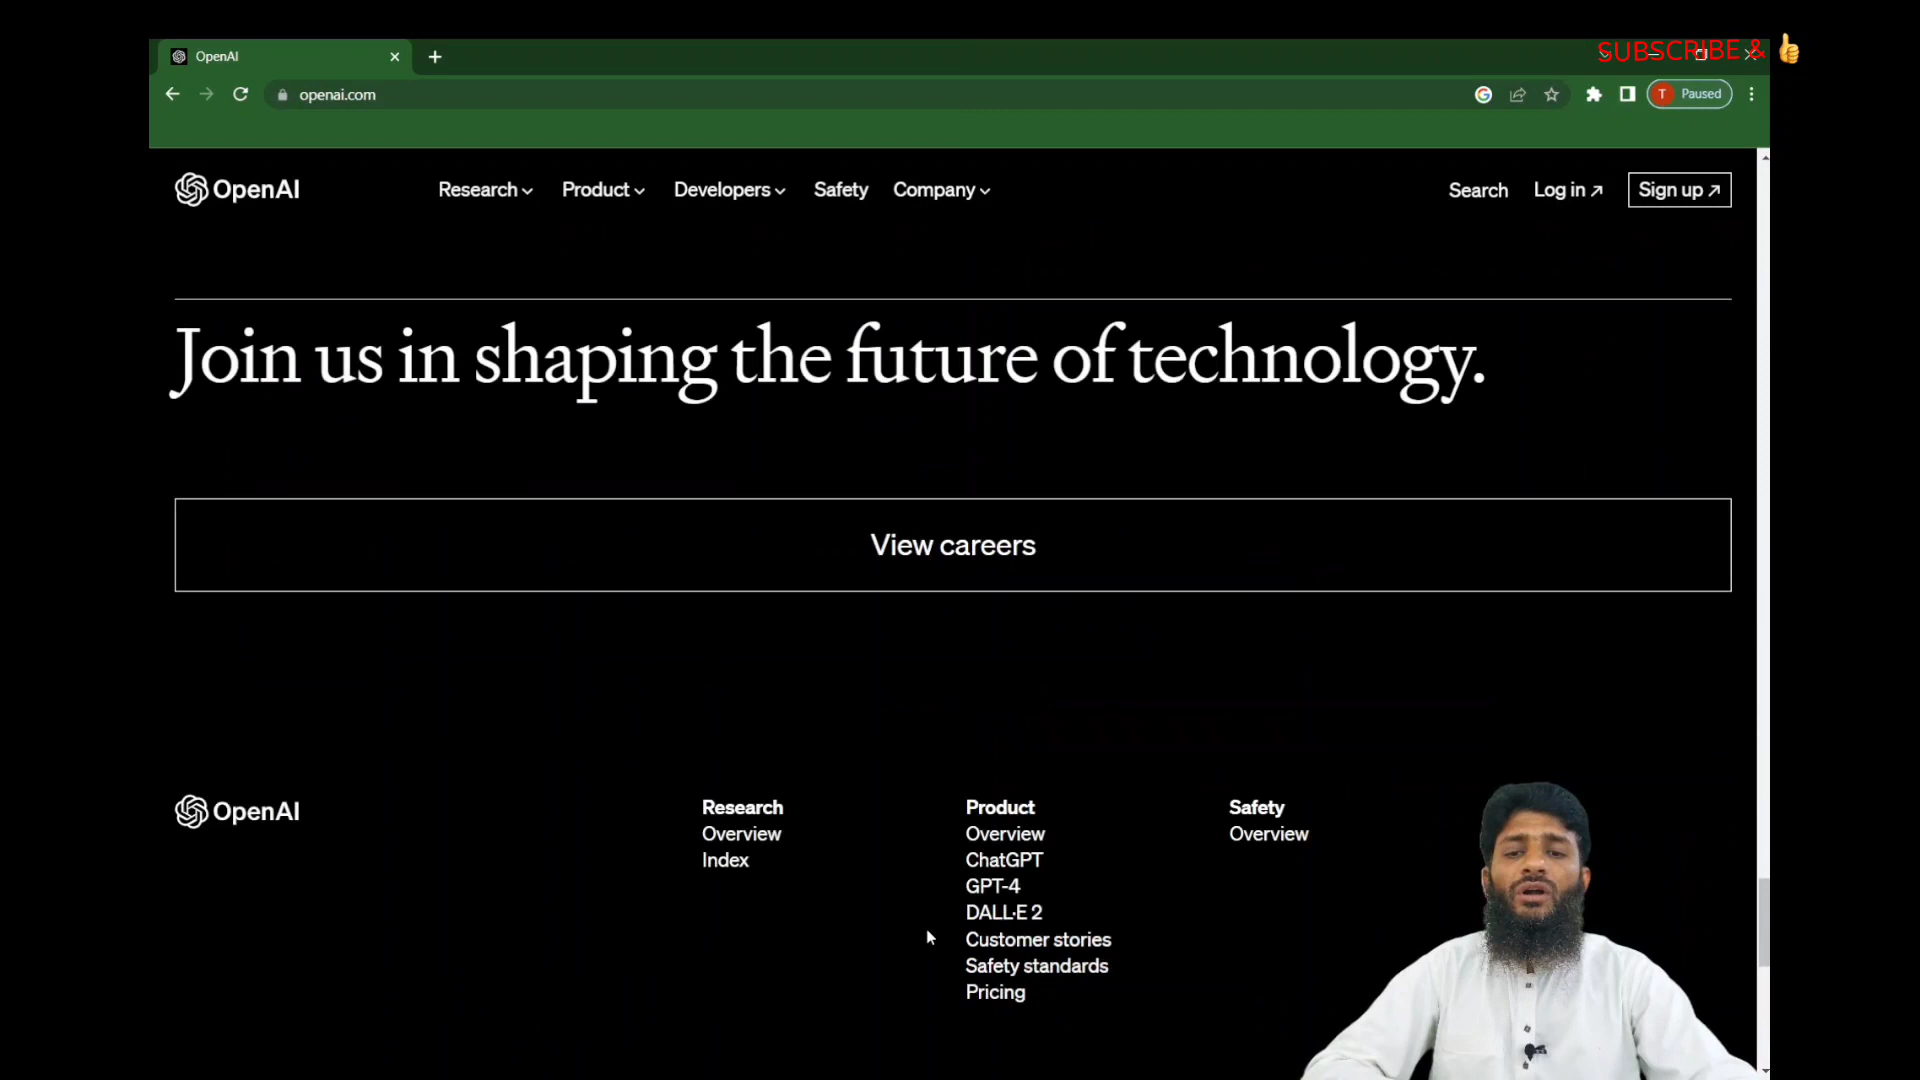 OpenAI
SUBSCRIBE & 👍
openai.com
T Paused
OpenAI
Research
Product
Developers
Safety
Company
Search
Log in ↗
Sign up ↗
Join us in shaping the future of technology.
View careers
OpenAI
Research
Overview
Index
Product
Overview
ChatGPT
GPT-4
DALL·E 2
Customer stories
Safety standards
Pricing
Safety
Overview